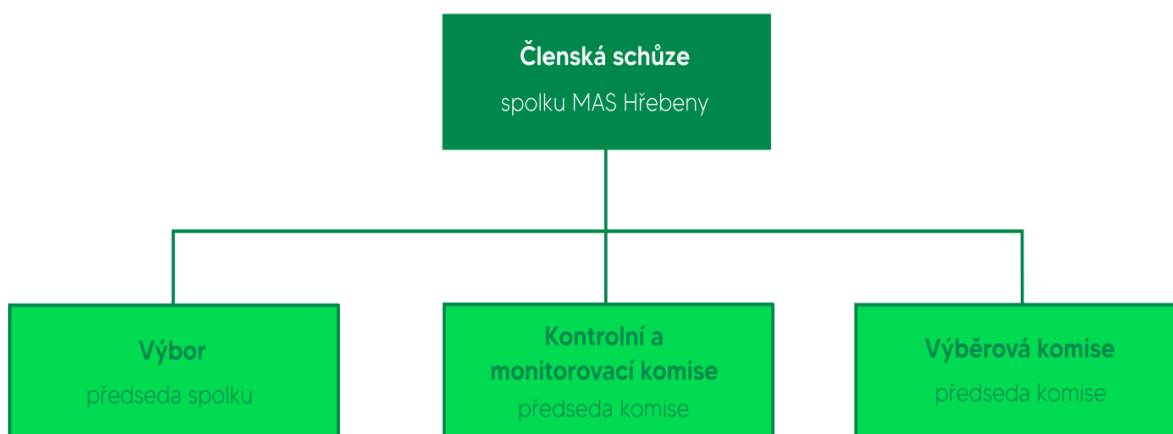 Členská schůze
spolku MAS Hřebeny
Výbor
předseda spolku
Kontrolní a
monitorovací komise
předseda komise
Výběrová komise
předseda komise